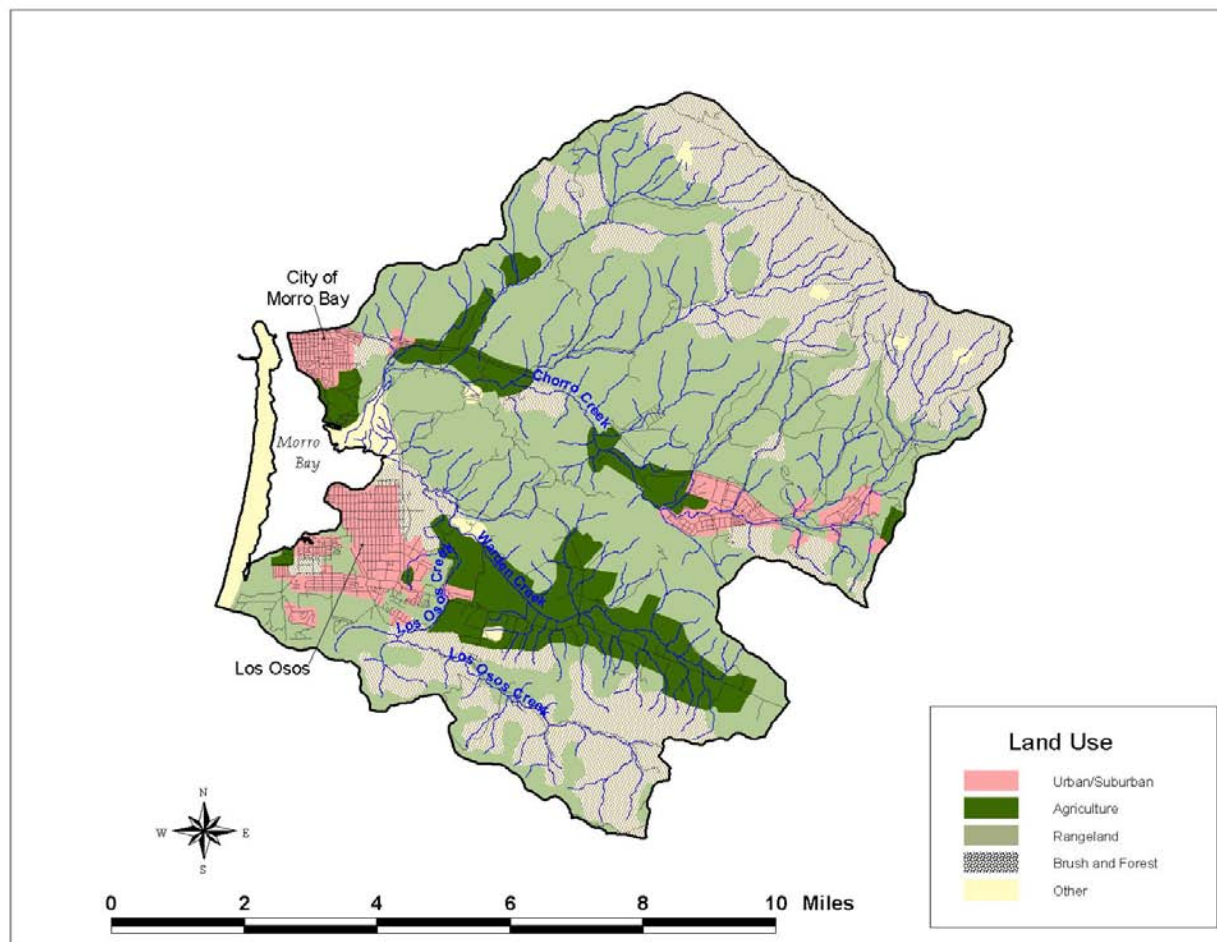 City of
Morro Bay
Chorro Creek
Morro
Bay
Warden Creek
Los Osos Creek
Los Osos Creek
Los Osos
Land Use
Urban/Suburban
Agriculture
Rangeland
Brush and Forest
Other
N
W E
S
0 2 4 6 8 10 Miles